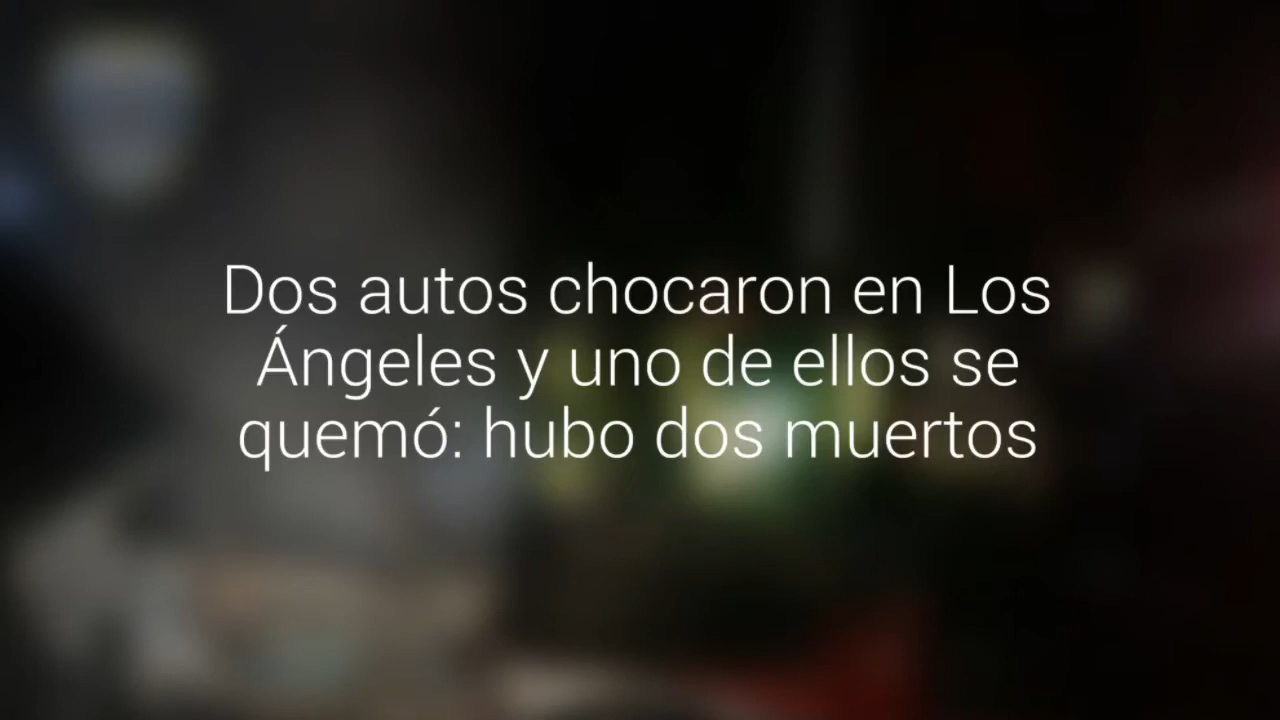 Dos autos chocaron en Los
Ángeles y uno de ellos se
quemó: hubo dos muertos